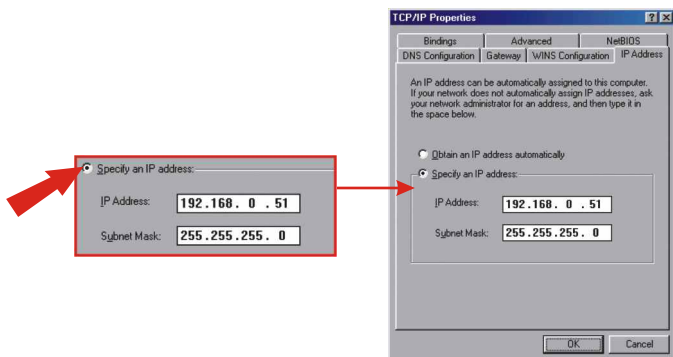 TCP/IP Properties
Bindings Advanced NetBIOS
DNS Configuration Gateway WINS Configuration IP Address
An IP address can be automatically assigned to this computer.
If your network does not automatically assign IP addresses, ask
your network administrator for an address, and then type it in
the space below.
Obtain an IP address automatically
Specify an IP address:
IP Address: 192.168. 0 .51
Subnet Mask: 255.255.255. 0
OK Cancel
Specify an IP address:
IP Address: 192.168. 0 .51
Subnet Mask: 255.255.255. 0